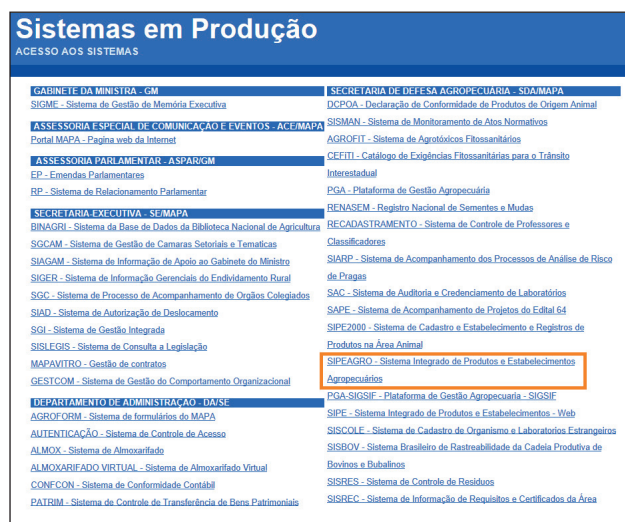 Sistemas em Produção
ACESSO AOS SISTEMAS
GABINETE DA MINISTRA - GM
SIGME - Sistema de Gestão de Memória Executiva
ASSESSORIA ESPECIAL DE COMUNICAÇÃO E EVENTOS - ACE/MAPA
Portal MAPA - Pagina web da Internet
ASSESSORIA PARLAMENTAR - ASPAR/GM
EP - Emendas Parlamentares
RP - Sistema de Relacionamento Parlamentar
SECRETARIA-EXECUTIVA - SE/MAPA
BINAGRI - Sistema da Base de Dados da Biblioteca Nacional de Agricultura
SGCAM - Sistema de Gestão de Camaras Setoriais e Tematicas
SIAGAM - Sistema de Informação de Apoio ao Gabinete do Ministro
SIGER - Sistema de Informação Gerenciais do Endividamento Rural
SGC - Sistema de Processo de Acompanhamento de Orgãos Colegiados
SIAD - Sistema de Autorização de Deslocamento
SGI - Sistema de Gestão Integrada
SISLEGIS - Sistema de Consulta a Legislação
MAPAVITRO - Gestão de contratos
GESTCOM - Sistema de Gestão do Comportamento Organizacional
DEPARTAMENTO DE ADMINISTRAÇÃO - DA/SE
AGROFORM - Sistema de formulários do MAPA
AUTENTICAÇÃO - Sistema de Controle de Acesso
ALMOX - Sistema de Almoxarifado
ALMOXARIFADO VIRTUAL - Sistema de Almoxarifado Virtual
CONFCON - Sistema de Conformidade Contábil
PATRIM - Sistema de Controle de Transferência de Bens Patrimoniais
SECRETARIA DE DEFESA AGROPECUÁRIA - SDA/MAPA
DCPOA - Declaração de Conformidade de Produtos de Origem Animal
SISMAN - Sistema de Monitoramento de Atos Normativos
AGROFIT - Sistema de Agrotóxicos Fitossanitários
CEFITI - Catálogo de Exigências Fitossanitárias para o Trânsito
Interestadual
PGA - Plataforma de Gestão Agropecuária
RENASEM - Registro Nacional de Sementes e Mudas
RECADASTRAMENTO - Sistema de Controle de Professores e
Classificadores
SIARP - Sistema de Acompanhamento dos Processos de Análise de Risco
de Pragas
SAC - Sistema de Auditoria e Credenciamento de Laboratórios
SAPE - Sistema de Acompanhamento de Projetos do Edital 64
SIPE2000 - Sistema de Cadastro e Estabelecimento e Registros de
Produtos na Área Animal
SIPEAGRO - Sistema Integrado de Produtos e Estabelecimentos
Agropecuários
PGA-SIGSIF - Plataforma de Gestão Agropecuaria - SIGSIF
SIPE - Sistema Integrado de Produtos e Estabelecimentos - Web
SISCOLE - Sistema de Cadastro de Organismo e Laboratorios Estrangeiros
SISBOV - Sistema Brasileiro de Rastreabilidade da Cadeia Produtiva de
Bovinos e Bubalinos
SISRES - Sistema de Controle de Residuos
SISREC - Sistema de Informação de Requisitos e Certificados da Área